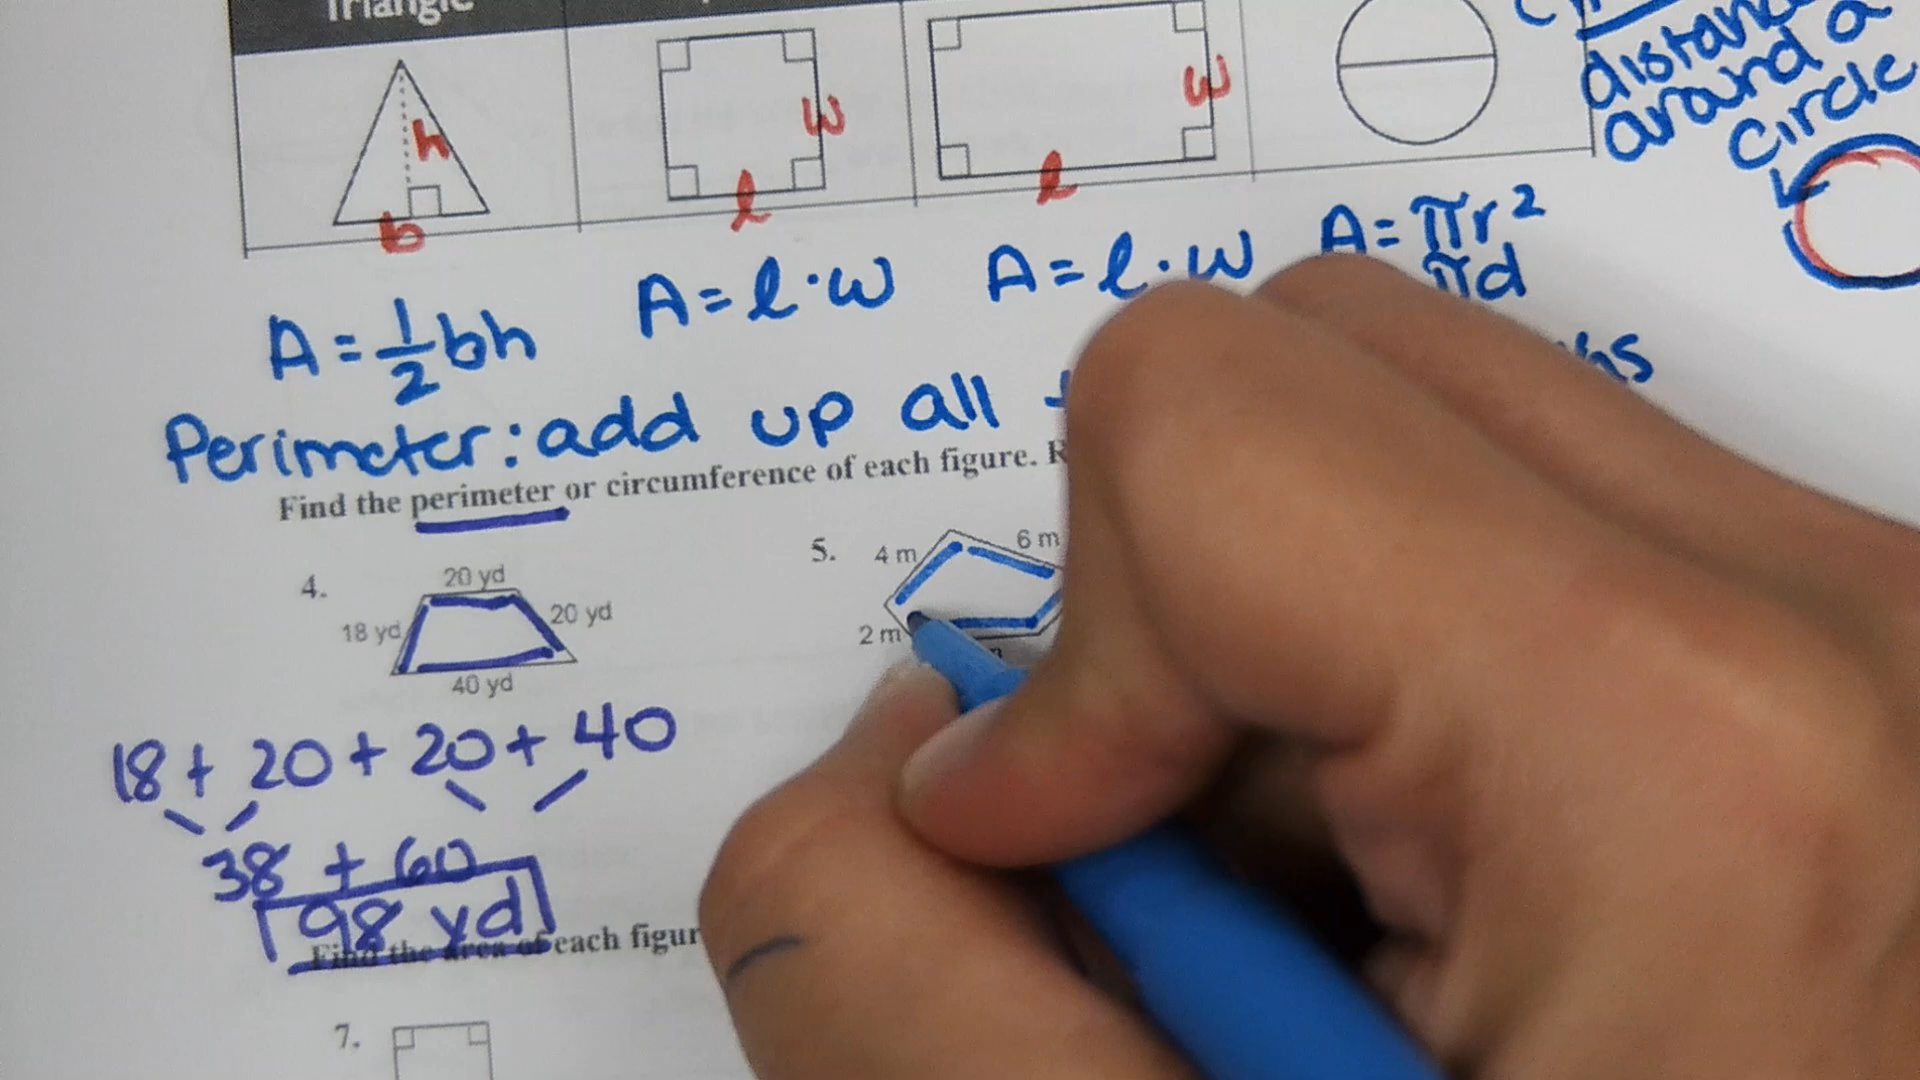 Triangle
h
b
w
l
w
l
distance
around a
circle
A = 1/2 bh
A = l · w
A = l · w
A = πr²
πd
Perimeter: add up all
Find the perimeter or circumference of each figure.
4.
20 yd
18 yd
20 yd
40 yd
5.
4 m
6 m
2 m
18 + 20 + 20 + 40
38 + 60
98 yd
Find the area of each figur
7.